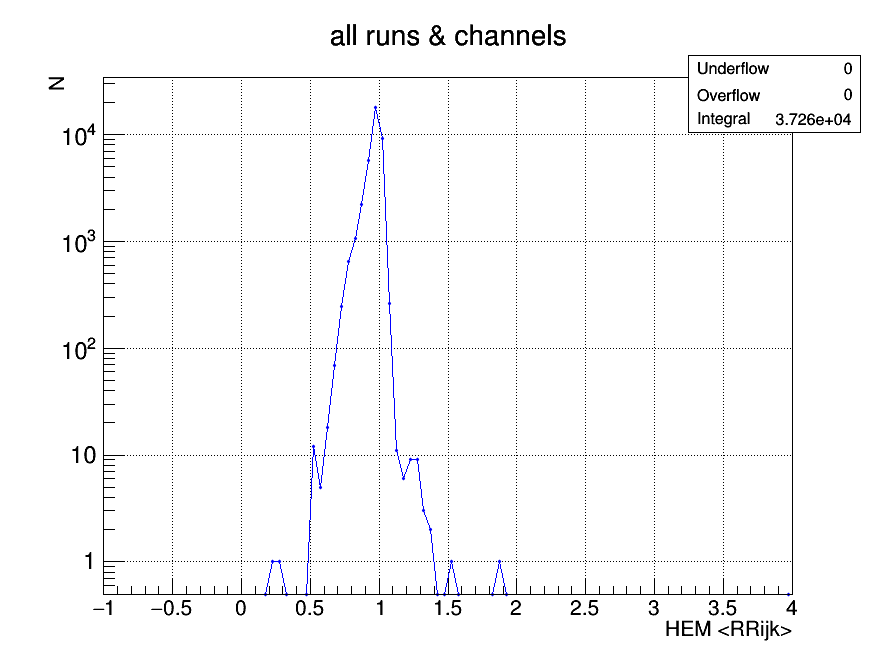 all runs & channels
N
Underflow 0
Overflow 0
Integral 3.726e+04
10⁴
10³
10²
10
1
−1 −0.5 0 0.5 1 1.5 2 2.5 3 3.5 4
HEM <RRijk>